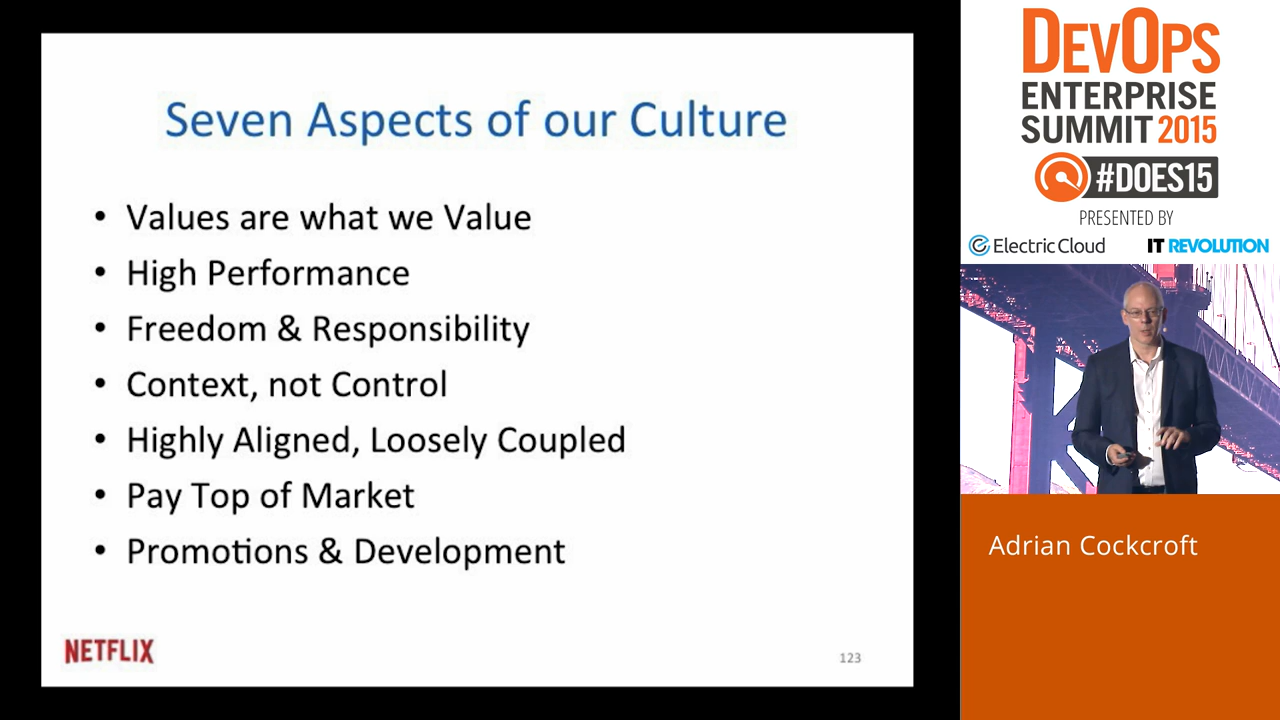 Seven Aspects of our Culture
• Values are what we Value
• High Performance
• Freedom & Responsibility
• Context, not Control
• Highly Aligned, Loosely Coupled
• Pay Top of Market
• Promotions & Development
NETFLIX
123
DEVOPS
ENTERPRISE
SUMMIT 2015
#DOES15
PRESENTED BY
Electric Cloud
IT REVOLUTION
Adrian Cockcroft